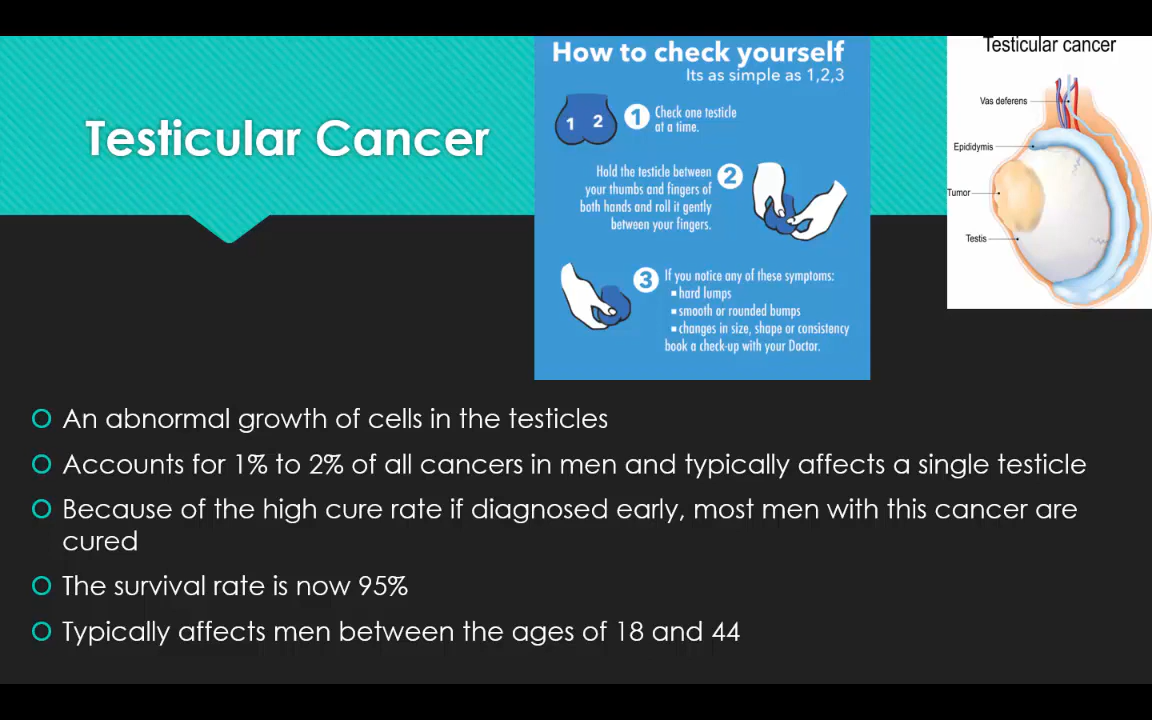 Testicular Cancer
How to check yourself
Its as simple as 1,2,3
1 2
1 Check one testicle
at a time.
Hold the testicle between 2
your thumbs and fingers of
both hands and roll it gently
between your fingers.
3 If you notice any of these symptoms:
▪ hard lumps
▪ smooth or rounded bumps
▪ changes in size, shape or consistency
book a check-up with your Doctor.
Testicular cancer
Vas deferens
Epididymis
Tumor
Testis
An abnormal growth of cells in the testicles
Accounts for 1% to 2% of all cancers in men and typically affects a single testicle
Because of the high cure rate if diagnosed early, most men with this cancer are
cured
The survival rate is now 95%
Typically affects men between the ages of 18 and 44